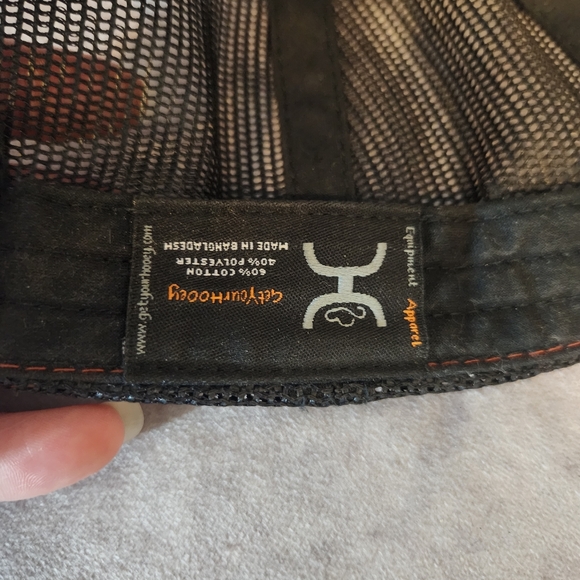 www.getyourhooey.com
GetYourHooey
60% COTTON
40% POLYESTER
MADE IN BANGLADESH
Equipment Apparel